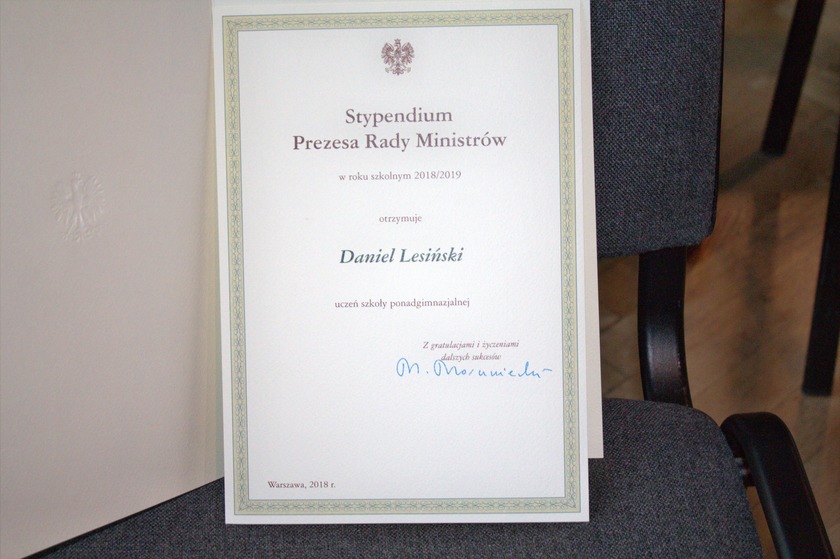 Stypendium
Prezesa Rady Ministrów
w roku szkolnym 2018/2019
otrzymuje
Daniel Lesiński
uczeń szkoły ponadgimnazjalnej
Z gratulacjami i życzeniami
dalszych sukcesów
M. Morawiecki
Warszawa, 2018 r.